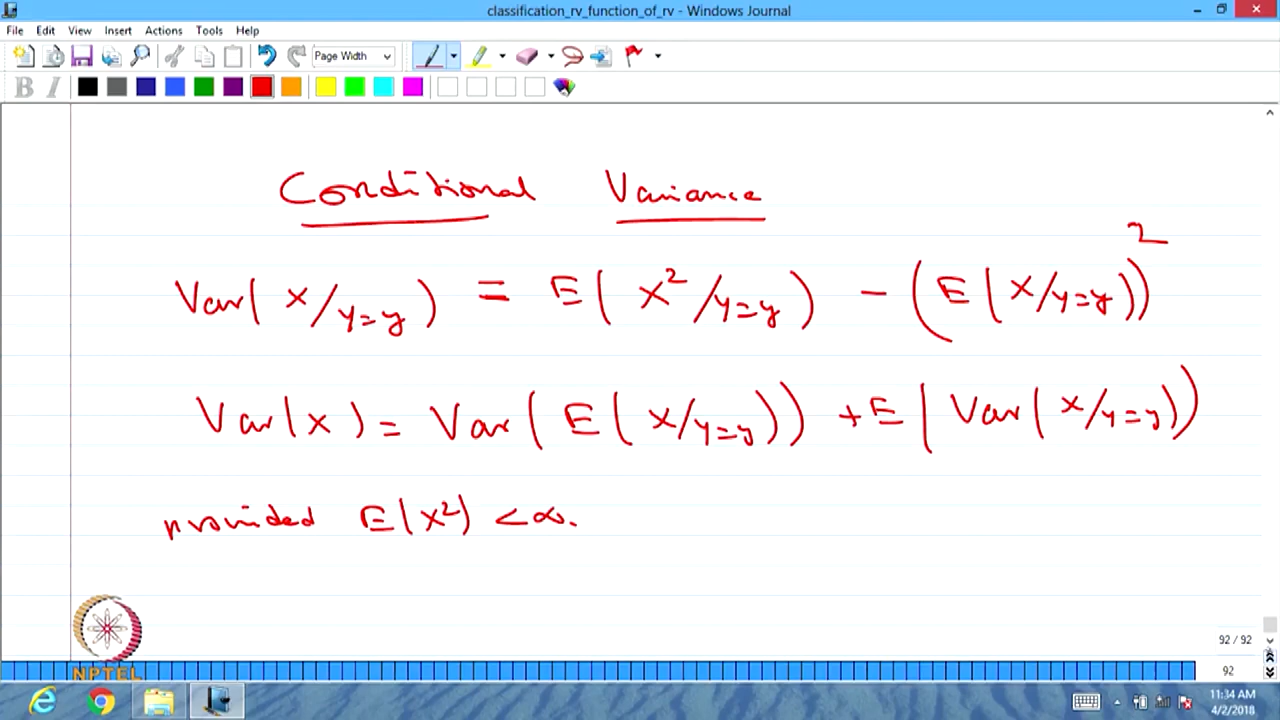 classification_rv_function_of_rv - Windows Journal
File Edit View Insert Actions Tools Help
Page Width
B I
Conditional Variance
Var(X/Y=y) = E(X²/Y=y) - (E(X/Y=y))²
Var(X) = Var(E(X/Y=y)) + E(Var(X/Y=y))
provided E(X²) < ∞.
NPTEL
92 / 92
92
11:34 AM
4/2/2018